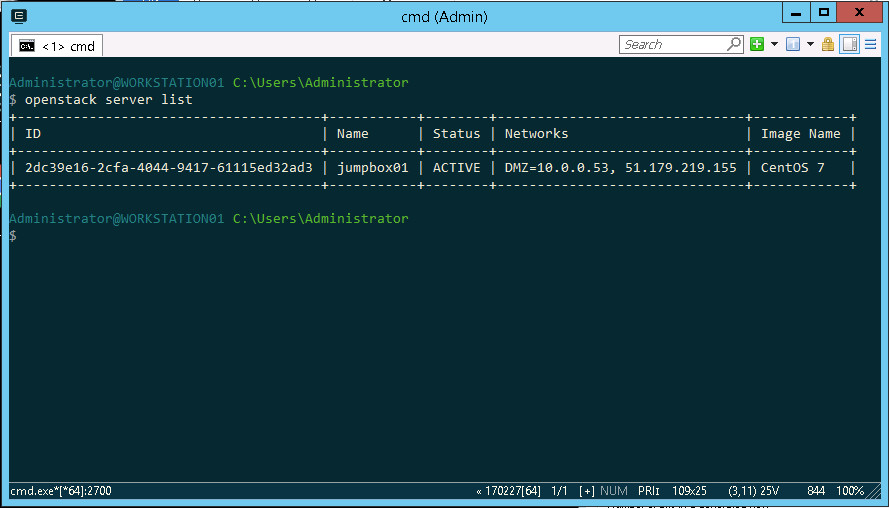 cmd (Admin)
<1> cmd
Search
Administrator@WORKSTATION01 C:\Users\Administrator
$ openstack server list
+--------------------------------------+-----------+--------+-------------------------------+------------+
| ID                                   | Name      | Status | Networks                      | Image Name |
+--------------------------------------+-----------+--------+-------------------------------+------------+
| 2dc39e16-2cfa-4044-9417-61115ed32ad3 | jumpbox01 | ACTIVE | DMZ=10.0.0.53, 51.179.219.155 | CentOS 7   |
+--------------------------------------+-----------+--------+-------------------------------+------------+
Administrator@WORKSTATION01 C:\Users\Administrator
$
cmd.exe*[*64]:2700 « 170227[64] 1/1 [+] NUM PRI↕ 109x25 (3,11) 25V 844 100%